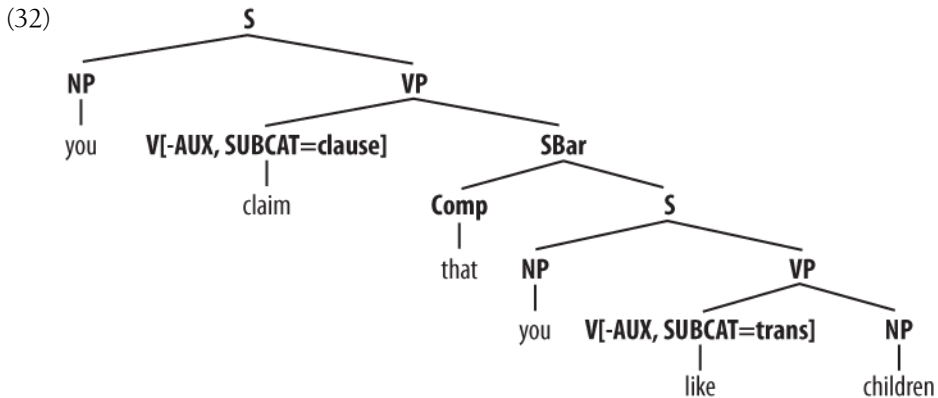 (32)
S
NP VP
you V[-AUX, SUBCAT=clause] SBar
claim Comp S
that NP VP
you V[-AUX, SUBCAT=trans] NP
like children